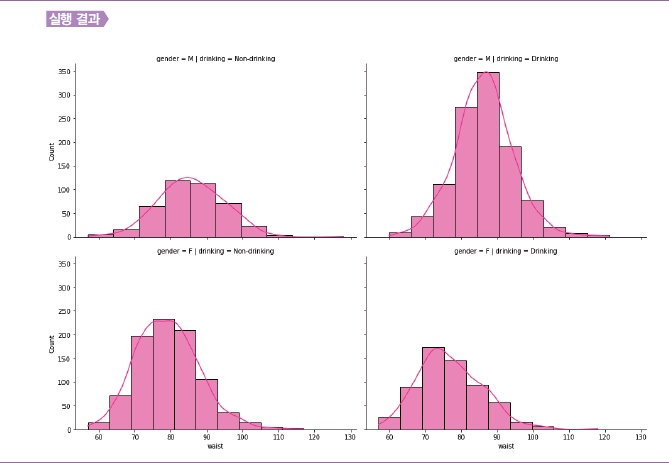 실행 결과
gender = M | drinking = Non-drinking
gender = M | drinking = Drinking
350
300
250
200
150
100
50
0
Count
gender = F | drinking = Non-drinking
gender = F | drinking = Drinking
350
300
250
200
150
100
50
0
Count
60 70 80 90 100 110 120 130
waist
60 70 80 90 100 110 120 130
waist